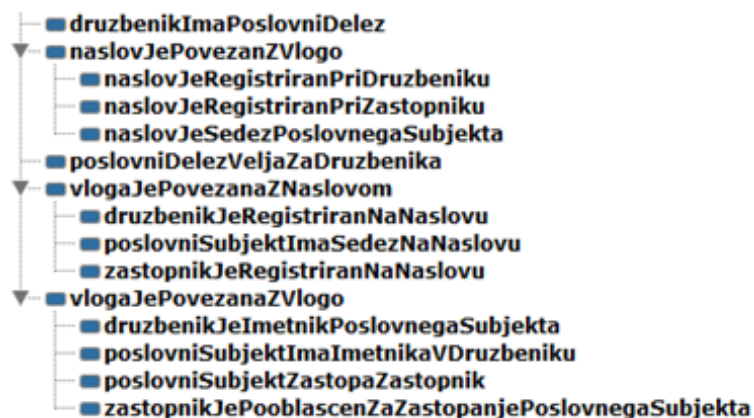 druzbenikImaPoslovniDelez
naslovJePovezanZVlogo
naslovJeRegistriranPriDruzbeniku
naslovJeRegistriranPriZastopniku
naslovJeSedezPoslovnegaSubjekta
poslovniDelezVeljaZaDruzbenika
vlogaJePovezanaZNaslovom
druzbenikJeRegistriranNaNaslovu
poslovniSubjektImaSedezNaNaslovu
zastopnikJeRegistriranNaNaslovu
vlogaJePovezanaZVlogo
druzbenikJeImetnikPoslovnegaSubjekta
poslovniSubjektImaImetnikaVDruzbeniku
poslovniSubjektZastopaZastopnik
zastopnikJePooblascenZaZastopanjePoslovnegaSubjekta